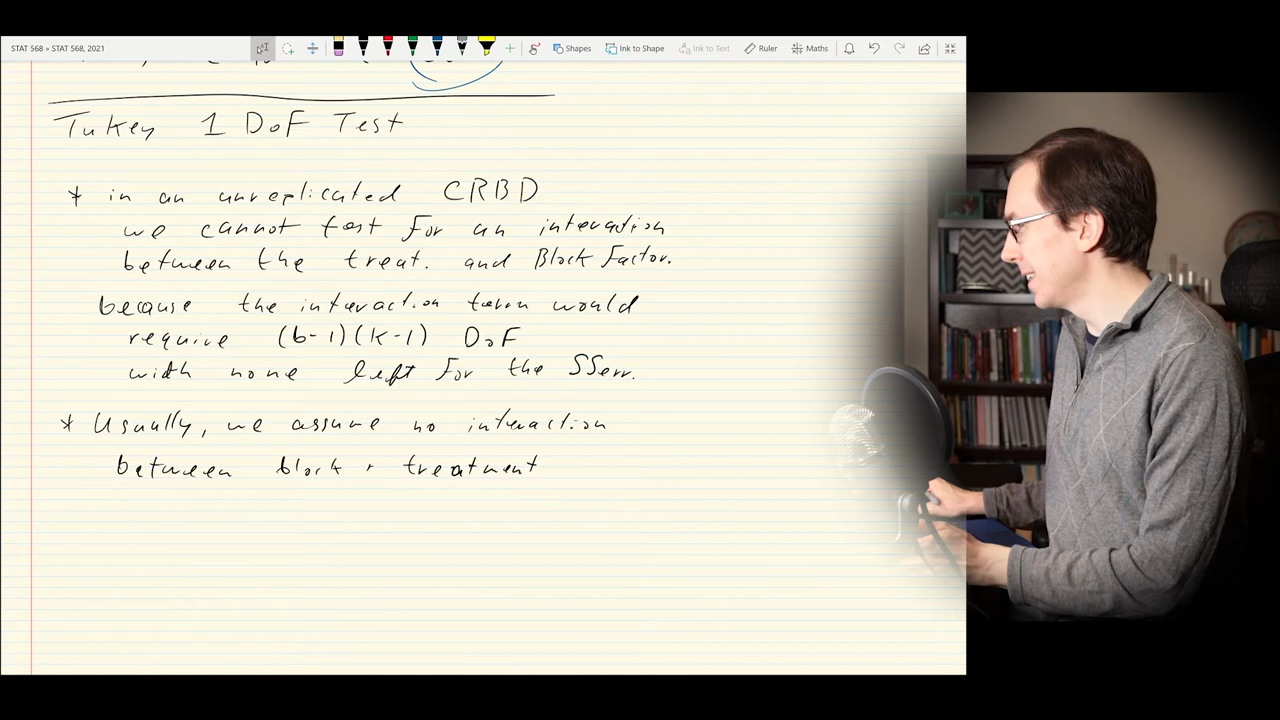 STAT 568 » STAT 568, 2021
Shapes
Ink to Shape
Ink to Text
Ruler
Maths
Tukey 1 DoF Test
* in an unreplicated CRBD
we cannot test for an interaction
between the treat. and Block Factor.
because the interaction term would
require (b-1)(k-1) DoF
with none left for the SSerr.
* Usually, we assume no interaction
between block + treatment